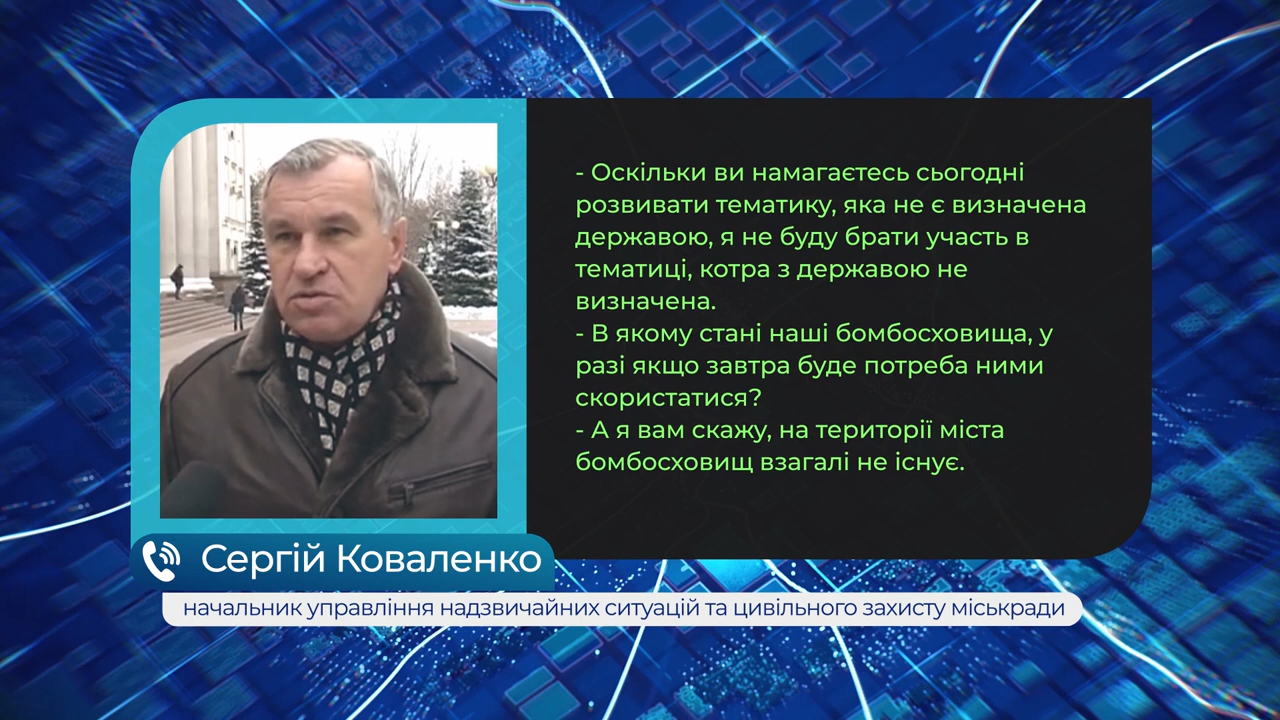 - Оскільки ви намагаєтесь сьогодні
розвивати тематику, яка не є визначена
державою, я не буду брати участь в
тематиці, котра з державою не
визначена.
- В якому стані наші бомбосховища, у
разі якщо завтра буде потреба ними
скористатися?
- А я вам скажу, на території міста
бомбосховищ взагалі не існує.
Сергій Коваленко
начальник управління надзвичайних ситуацій та цивільного захисту міськради